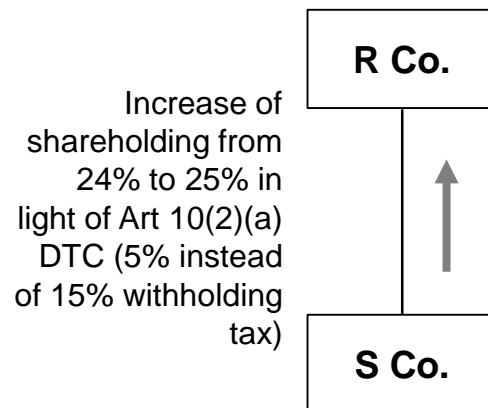 R Co.
Increase of
shareholding from
24% to 25% in
light of Art 10(2)(a)
DTC (5% instead
of 15% withholding
tax)
S Co.